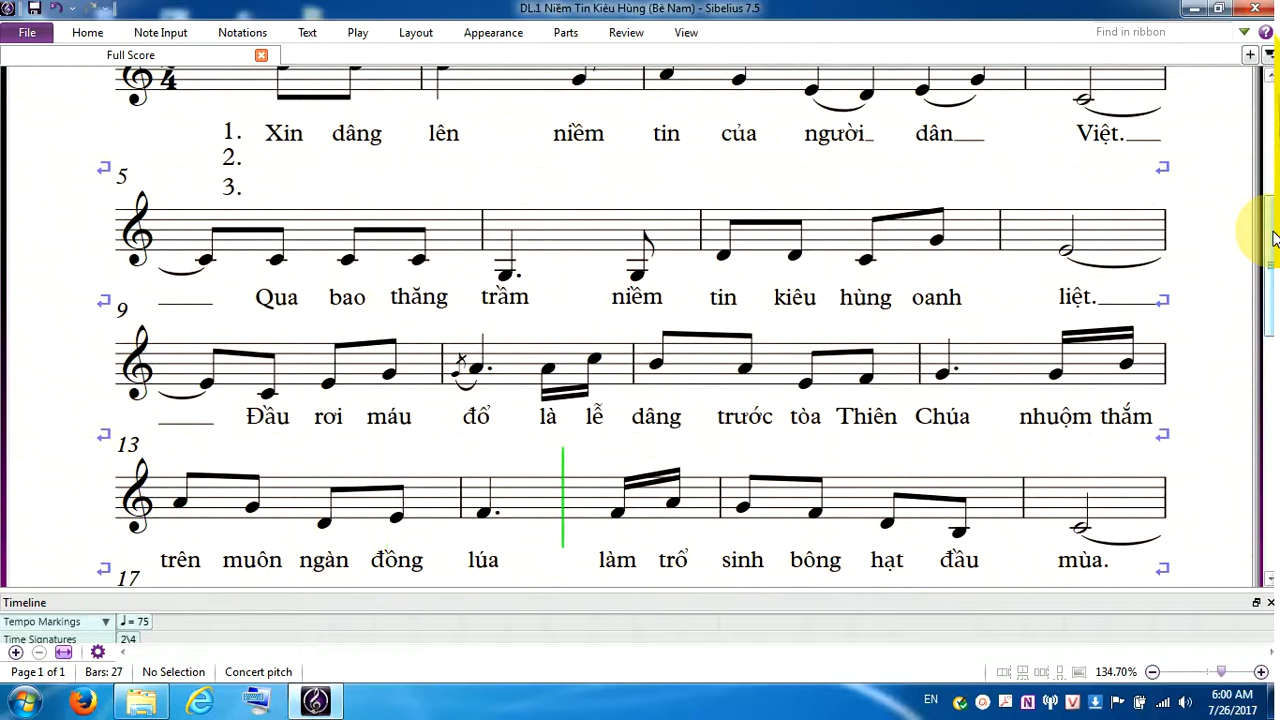 DL.1 Niềm Tin Kiêu Hùng (Bè Nam) - Sibelius 7.5
File Home Note Input Notations Text Play Layout Appearance Parts Review View Find in ribbon
Full Score
4
1. Xin dâng lên niềm tin của người dân Việt.
2.
3.
5
Qua bao thăng trầm niềm tin kiêu hùng oanh liệt.
9
Đầu rơi máu đổ là lễ dâng trước tòa Thiên Chúa nhuộm thắm
13
trên muôn ngàn đồng lúa làm trổ sinh bông hạt đầu mùa.
17
Timeline
Tempo Markings = 75
Time Signatures 2\4
Page 1 of 1 Bars: 27 No Selection Concert pitch 134.70%
EN 6:00 AM
7/26/2017